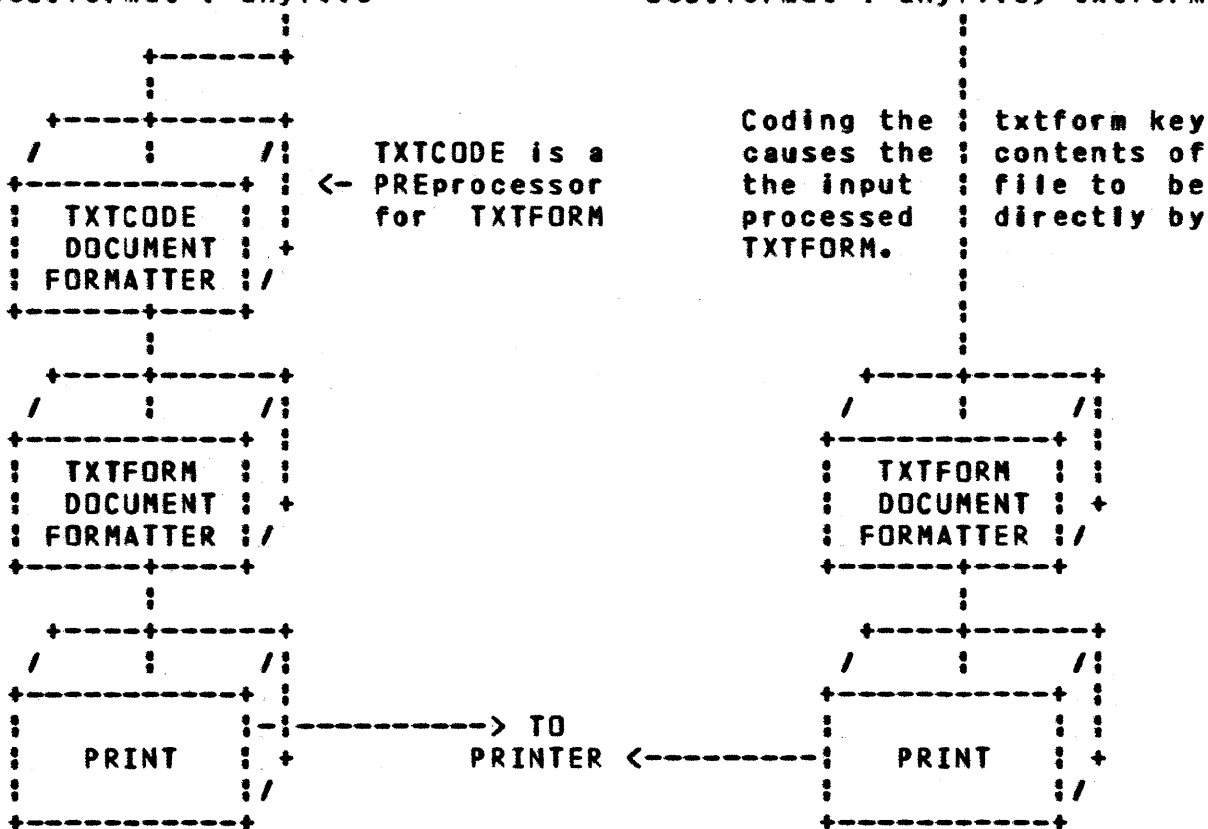 TXTCODE
DOCUMENT
FORMATTER
<- TXTCODE is a
PREprocessor
for TXTFORM
Coding the txtform key
causes the contents of
the input file to be
processed directly by
TXTFORM.
TXTFORM
DOCUMENT
FORMATTER
TXTFORM
DOCUMENT
FORMATTER
PRINT
TO
PRINTER
PRINT